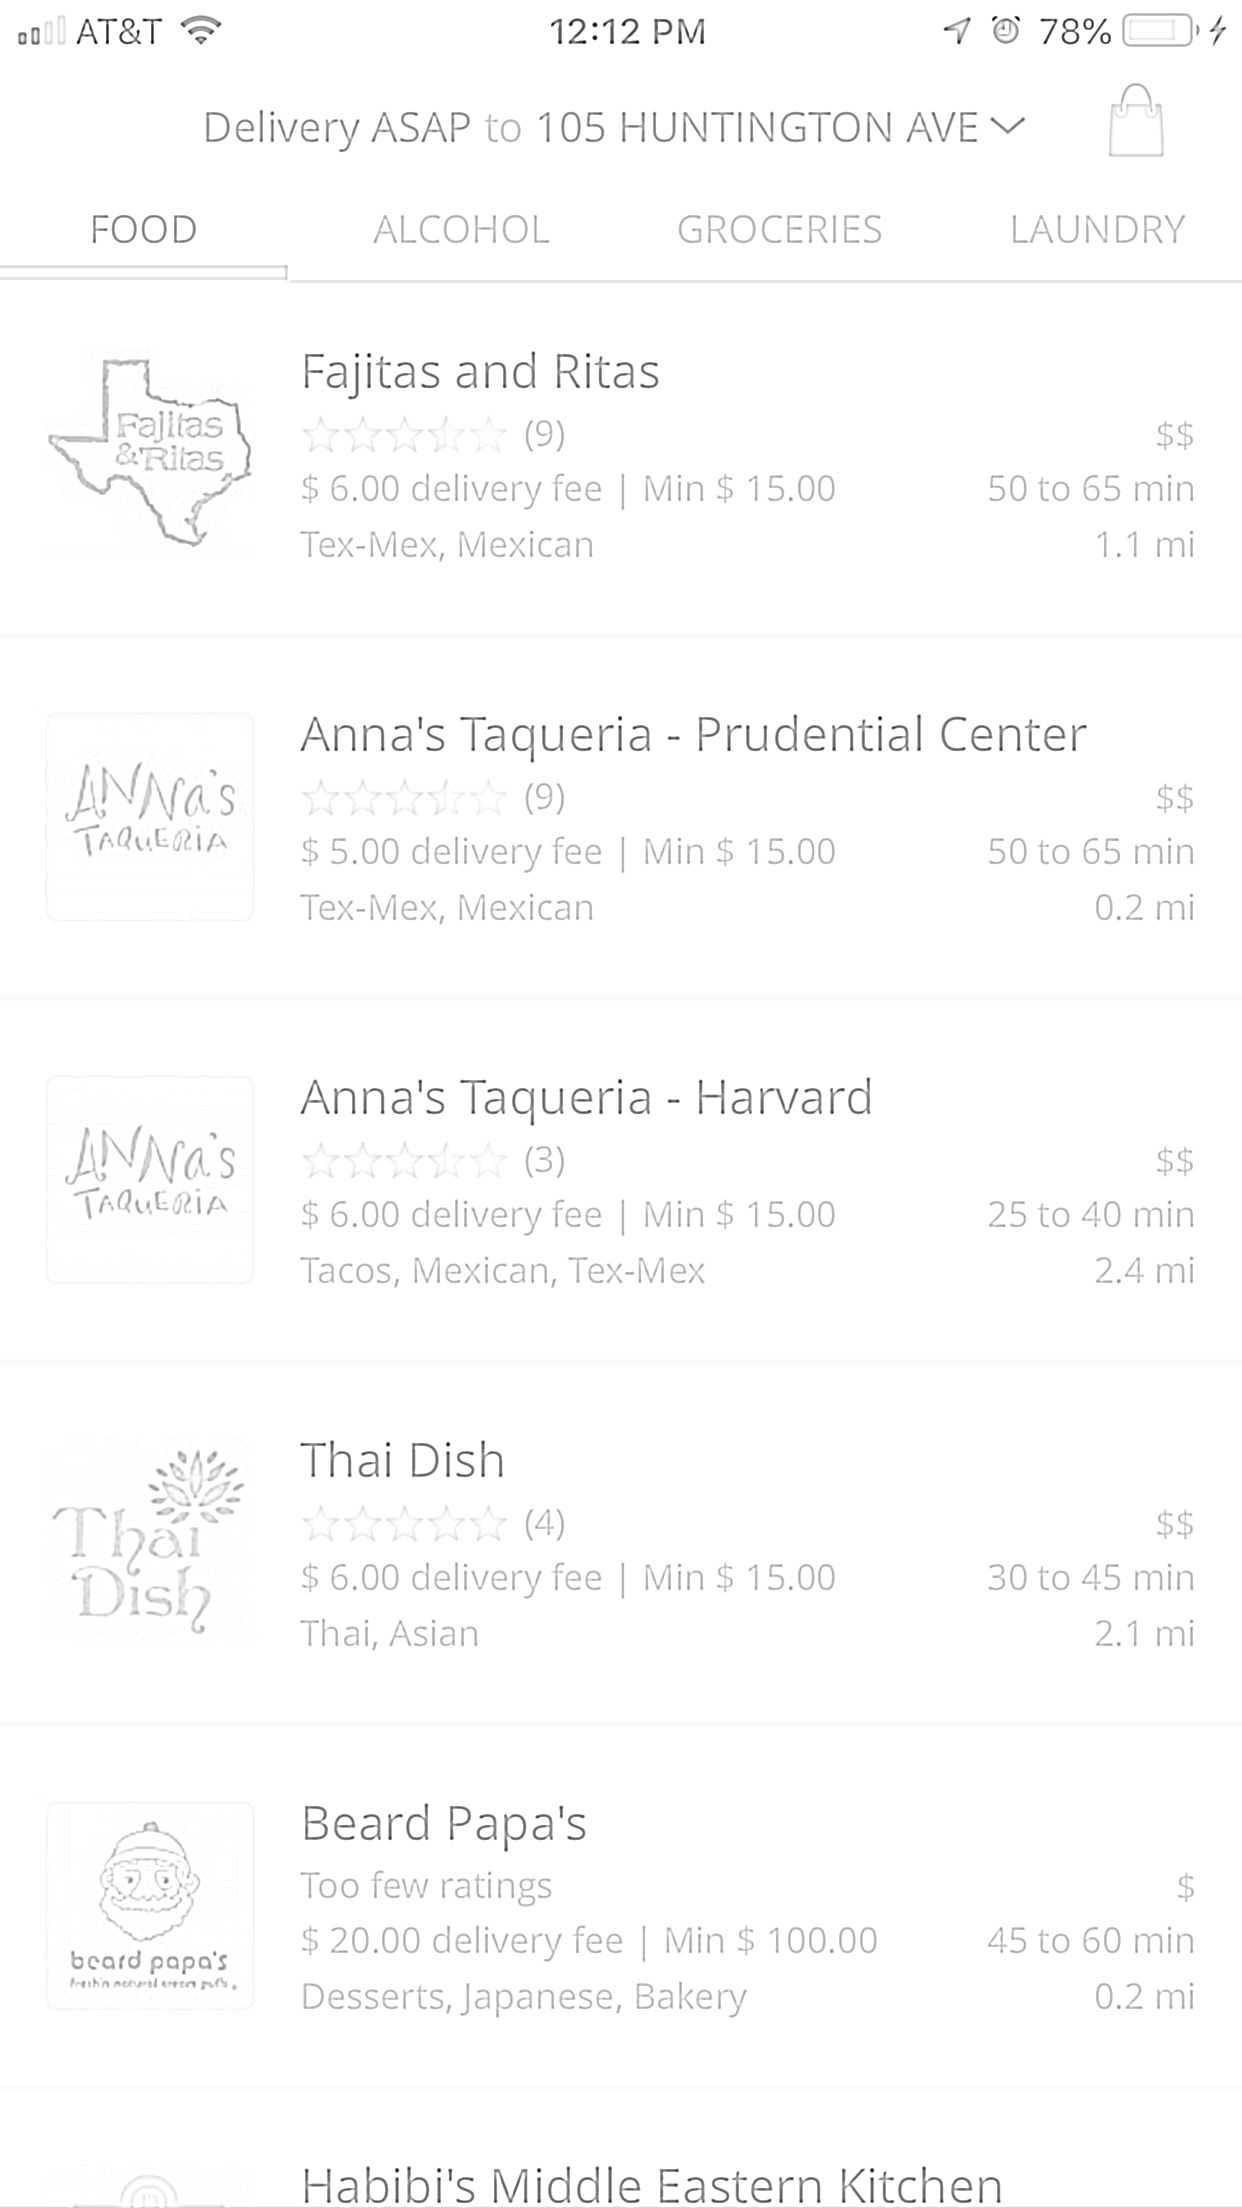 AT&T 12:12 PM 78%
Delivery ASAP to 105 HUNTINGTON AVE
FOOD ALCOHOL GROCERIES LAUNDRY
Fajitas
&Ritas
Fajitas and Ritas
(9) $$
$ 6.00 delivery fee | Min $ 15.00 50 to 65 min
Tex-Mex, Mexican 1.1 mi
ANNa's
TAQUERIA
Anna's Taqueria - Prudential Center
(9) $$
$ 5.00 delivery fee | Min $ 15.00 50 to 65 min
Tex-Mex, Mexican 0.2 mi
ANNa's
TAQUERIA
Anna's Taqueria - Harvard
(3) $$
$ 6.00 delivery fee | Min $ 15.00 25 to 40 min
Tacos, Mexican, Tex-Mex 2.4 mi
Thai
Dish
Thai Dish
(4) $$
$ 6.00 delivery fee | Min $ 15.00 30 to 45 min
Thai, Asian 2.1 mi
beard papa's
fresh'n natural cream puffs.
Beard Papa's
Too few ratings $
$ 20.00 delivery fee | Min $ 100.00 45 to 60 min
Desserts, Japanese, Bakery 0.2 mi
Habibi's Middle Eastern Kitchen